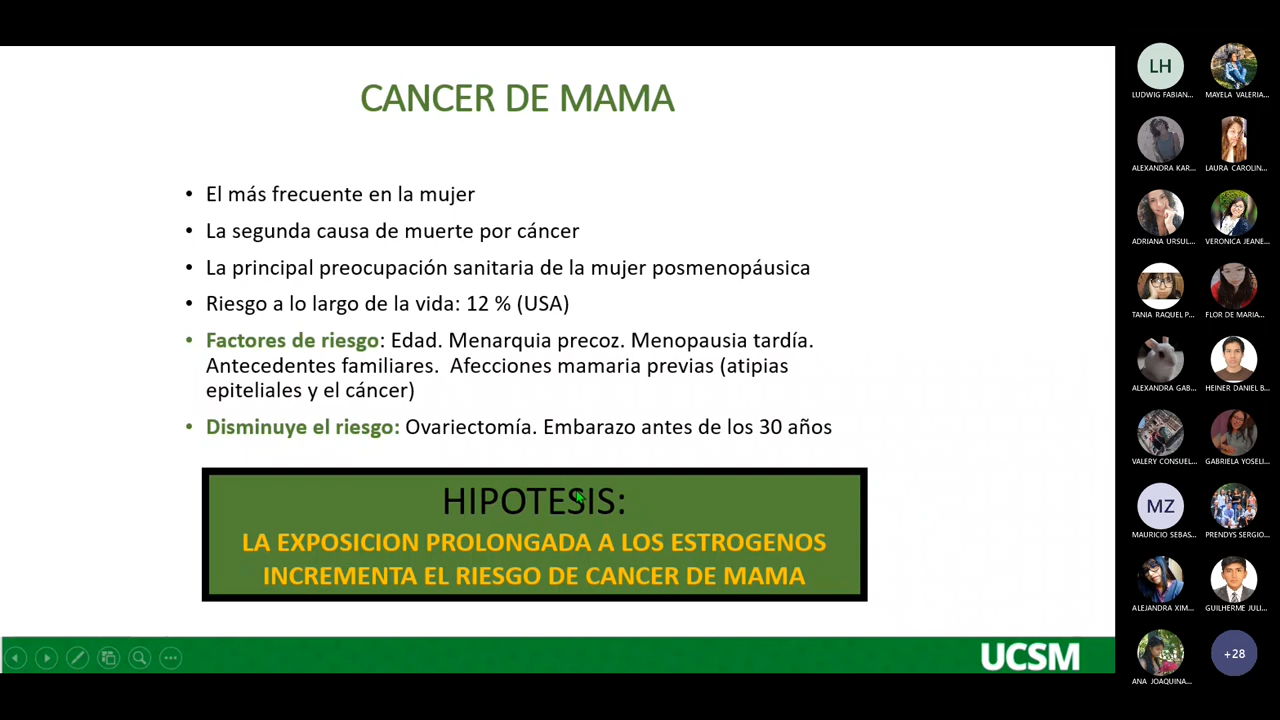 CANCER DE MAMA
• El más frecuente en la mujer
• La segunda causa de muerte por cáncer
• La principal preocupación sanitaria de la mujer posmenopáusica
• Riesgo a lo largo de la vida: 12 % (USA)
• Factores de riesgo: Edad. Menarquia precoz. Menopausia tardía.
Antecedentes familiares. Afecciones mamaria previas (atipias
epiteliales y el cáncer)
• Disminuye el riesgo: Ovariectomía. Embarazo antes de los 30 años
HIPOTESIS:
LA EXPOSICION PROLONGADA A LOS ESTROGENOS
INCREMENTA EL RIESGO DE CANCER DE MAMA
UCSM
LH
LUDWIG FABIAN...
MAYELA VALERIA...
ALEXANDRA KAR...
LAURA CAROLIN...
ADRIANA URSUL...
VERONICA JEANE...
TANIA RAQUEL P...
FLOR DE MARIA...
ALEXANDRA GAB...
HEINER DANIEL B...
VALERY CONSUEL...
GABRIELA YOSELI...
MZ
MAURICIO SEBAS...
PRENDYS SERGIO...
ALEJANDRA XIM...
GUILHERME JULI...
ANA JOAQUINA...
+28